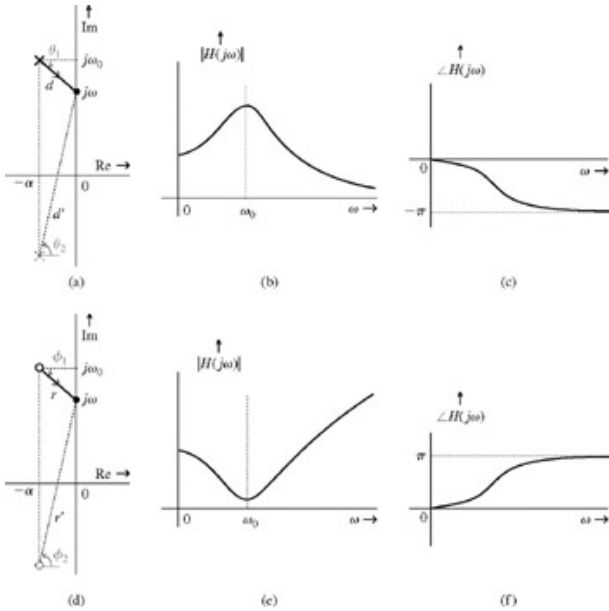 Im
θ₁
jω₀
d
jω
Re →
−α
0
d'
θ₂
(a)
|H(jω)|
0
ω₀
ω →
(b)
∠H(jω)
0
ω →
−π
(c)
Im
ϕ₁
jω₀
r
jω
Re →
−α
0
r'
ϕ₂
(d)
|H(jω)|
0
ω₀
ω →
(e)
∠H(jω)
π
0
ω →
(f)